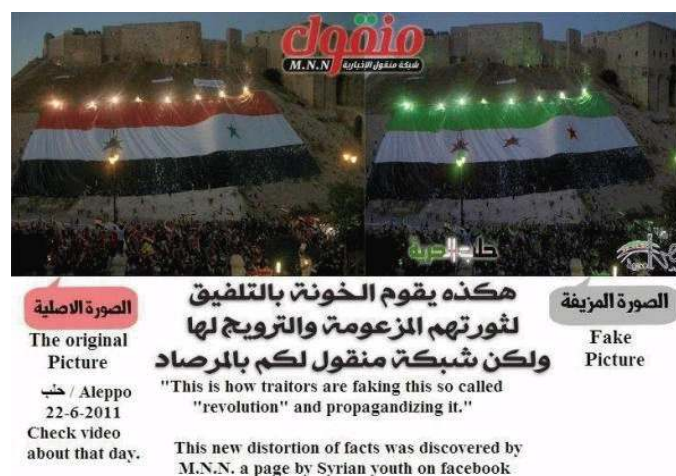 منقول
M.N.N شبكة منقول الإخبارية
حلب الحرية
الصورة الاصلية
The original
Picture
حلب / Aleppo
22-6-2011
Check video
about that day.
هكذه يقوم الخونة بالتلفيق
لثورتهم المزعومة والترويج لها
ولكن شبكة منقول لكم بالمرصاد
"This is how traitors are faking this so called
"revolution" and propagandizing it."
This new distortion of facts was discovered by
M.N.N. a page by Syrian youth on facebook
الصورة المزيفة
Fake
Picture